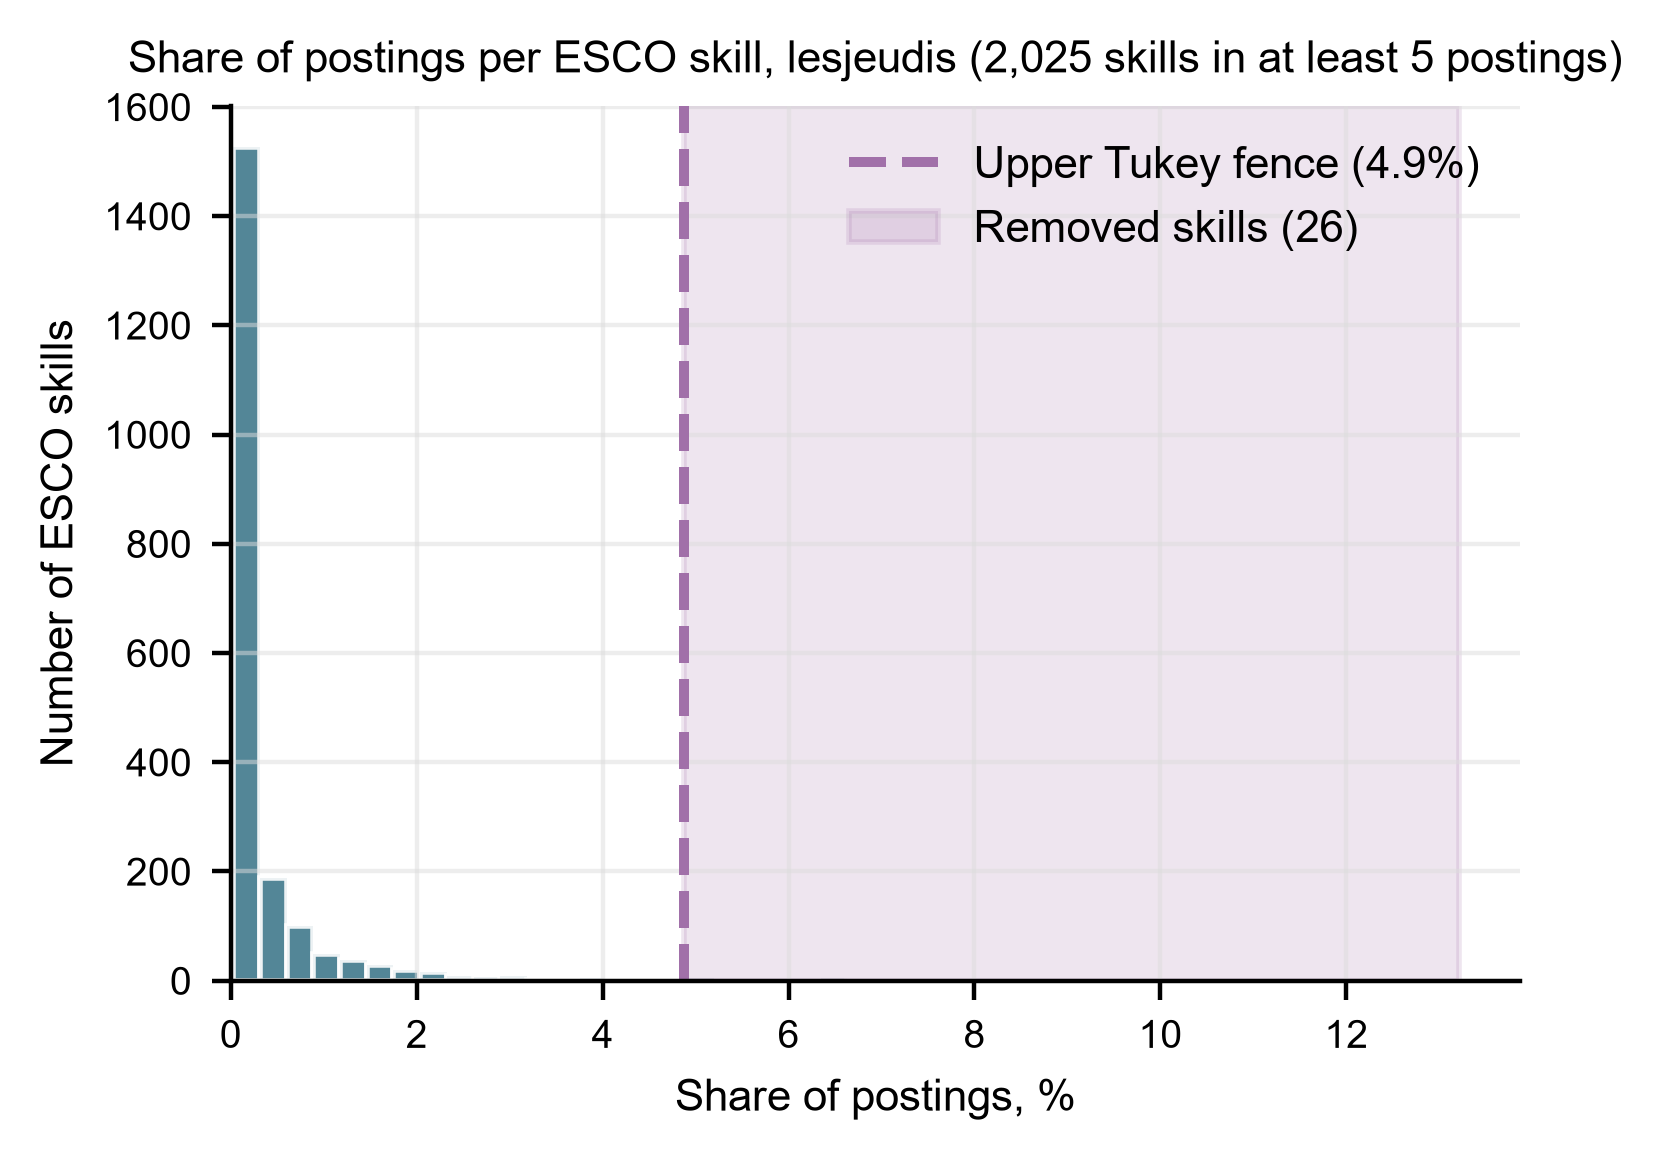 Share of postings per ESCO skill, lesjeudis (2,025 skills in at least 5 postings)
Upper Tukey fence (4.9%)
Removed skills (26)
Number of ESCO skills
1600
1400
1200
1000
800
600
400
200
0
0 2 4 6 8 10 12
Share of postings, %